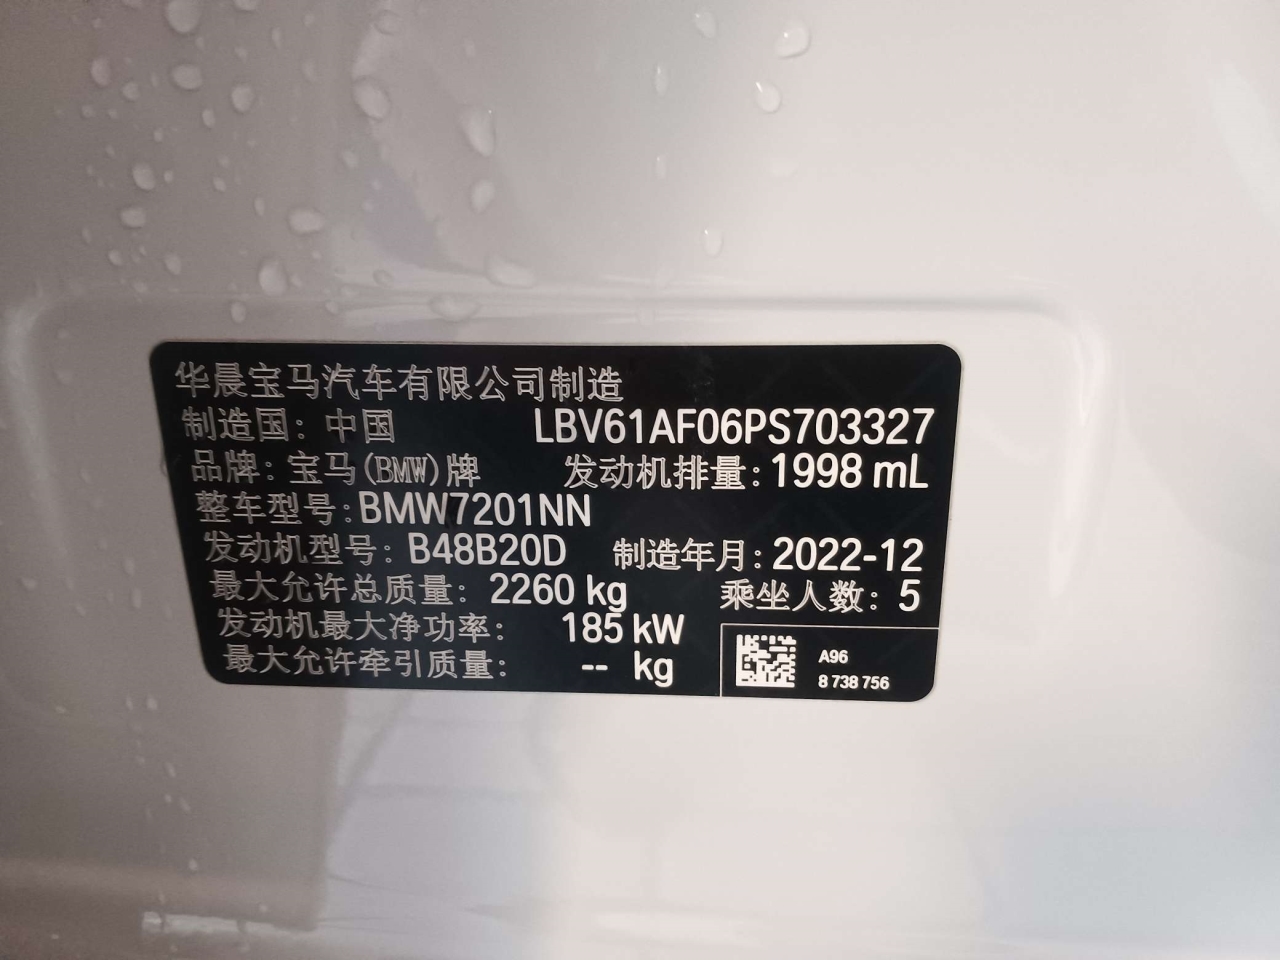 华晨宝马汽车有限公司制造
制造国：中国 LBV61AF06PS703327
品牌：宝马(BMW)牌 发动机排量：1998 mL
整车型号：BMW7201NN
发动机型号：B48B20D 制造年月：2022-12
最大允许总质量：2260 kg 乘坐人数：5
发动机最大净功率： 185 kW
最大允许牵引质量： -- kg
A96
8 738 756